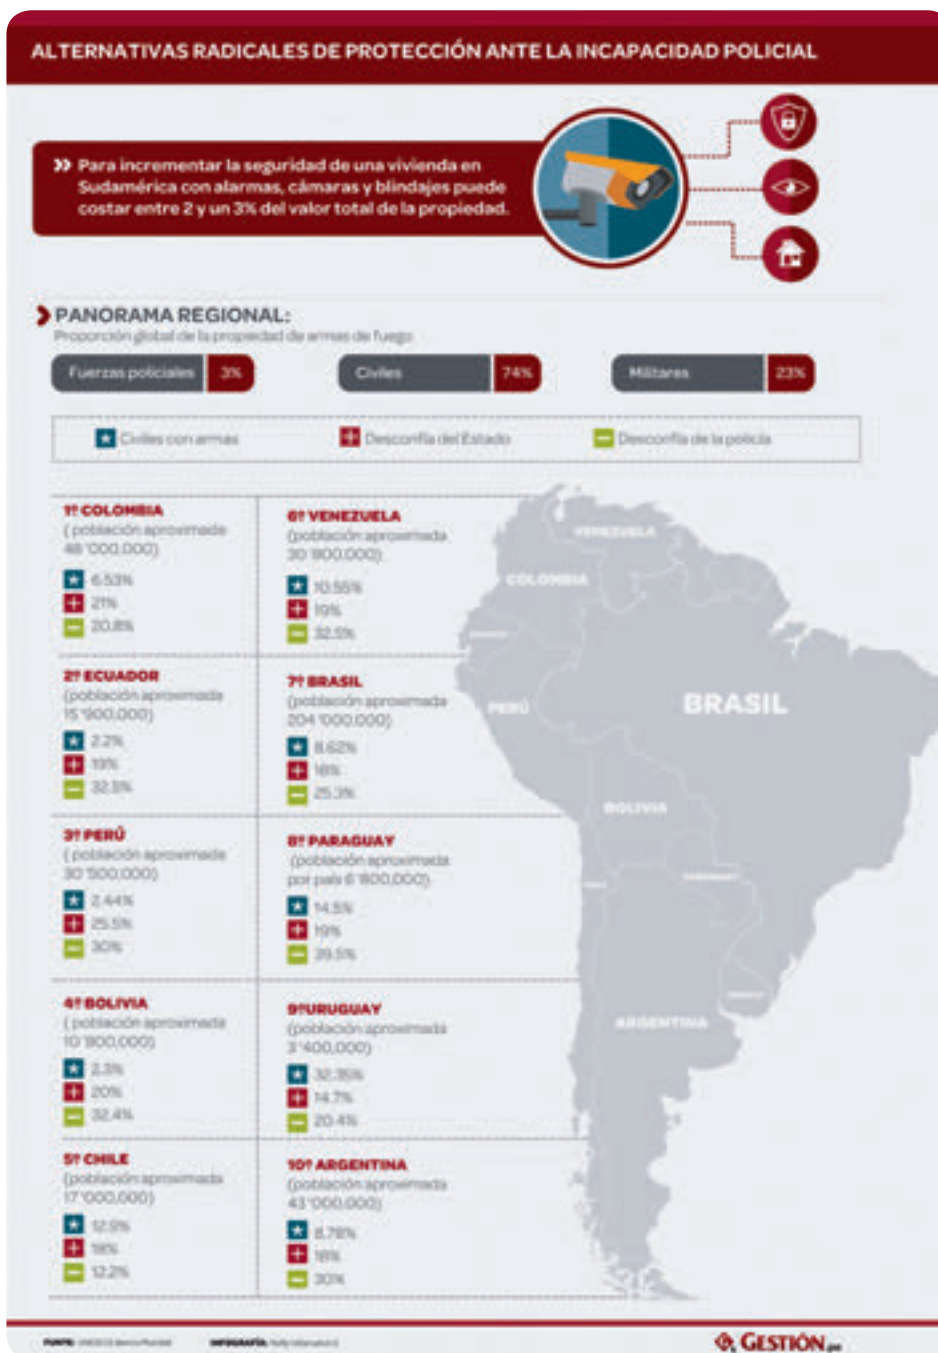 ALTERNATIVAS RADICALES DE PROTECCIÓN ANTE LA INCAPACIDAD POLICIAL
Para incrementar la seguridad de una vivienda en
Sudamérica con alarmas, cámaras y blindajes puede
costar entre 2 y un 3% del valor total de la propiedad.
PANORAMA REGIONAL:
Proporción global de la propiedad de armas de fuego
Fuerzas policiales 3%
Civiles 74%
Militares 23%
Civiles con armas
Desconfía del Estado
Desconfía de la policía
1º COLOMBIA
( población aproximada
48 '000,000)
6.53%
21%
20.8%
2º ECUADOR
(población aproximada
15 '900,000)
2.2%
19%
32.5%
3º PERÚ
( población aproximada
30 '500,000)
2.44%
25.5%
30%
4º BOLIVIA
( población aproximada
10 '800,000)
2.3%
20%
32.4%
5º CHILE
(población aproximada
17 '000,000)
12.9%
18%
12.2%
6º VENEZUELA
(población aproximada
30 '800,000)
10.55%
19%
32.5%
7º BRASIL
(población aproximada
204 '000,000)
8.62%
18%
25.3%
8º PARAGUAY
(población aproximada
por país 6 '800,000)
14.5%
19%
39.5%
9ºURUGUAY
(población aproximada
3 '400,000)
32.35%
14.7%
20.4%
10º ARGENTINA
(población aproximada
43 '000,000)
8.78%
18%
30%
VENEZUELA
COLOMBIA
PERÚ
BRASIL
BOLIVIA
ARGENTINA
FUENTE:
INFOGRAFÍA:
GESTIÓN.pe